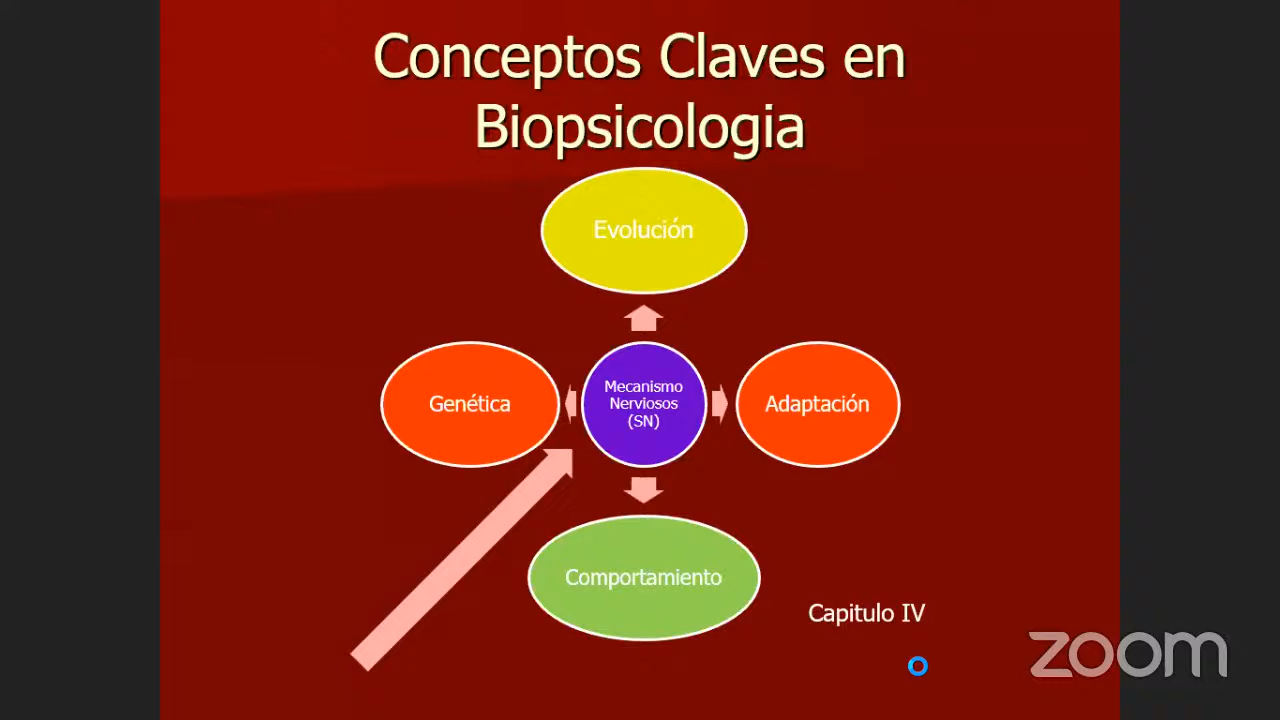 Conceptos Claves en
Biopsicologia
Evolución
Genética
Mecanismo
Nerviosos
(SN)
Adaptación
Comportamiento
Capitulo IV
zoom